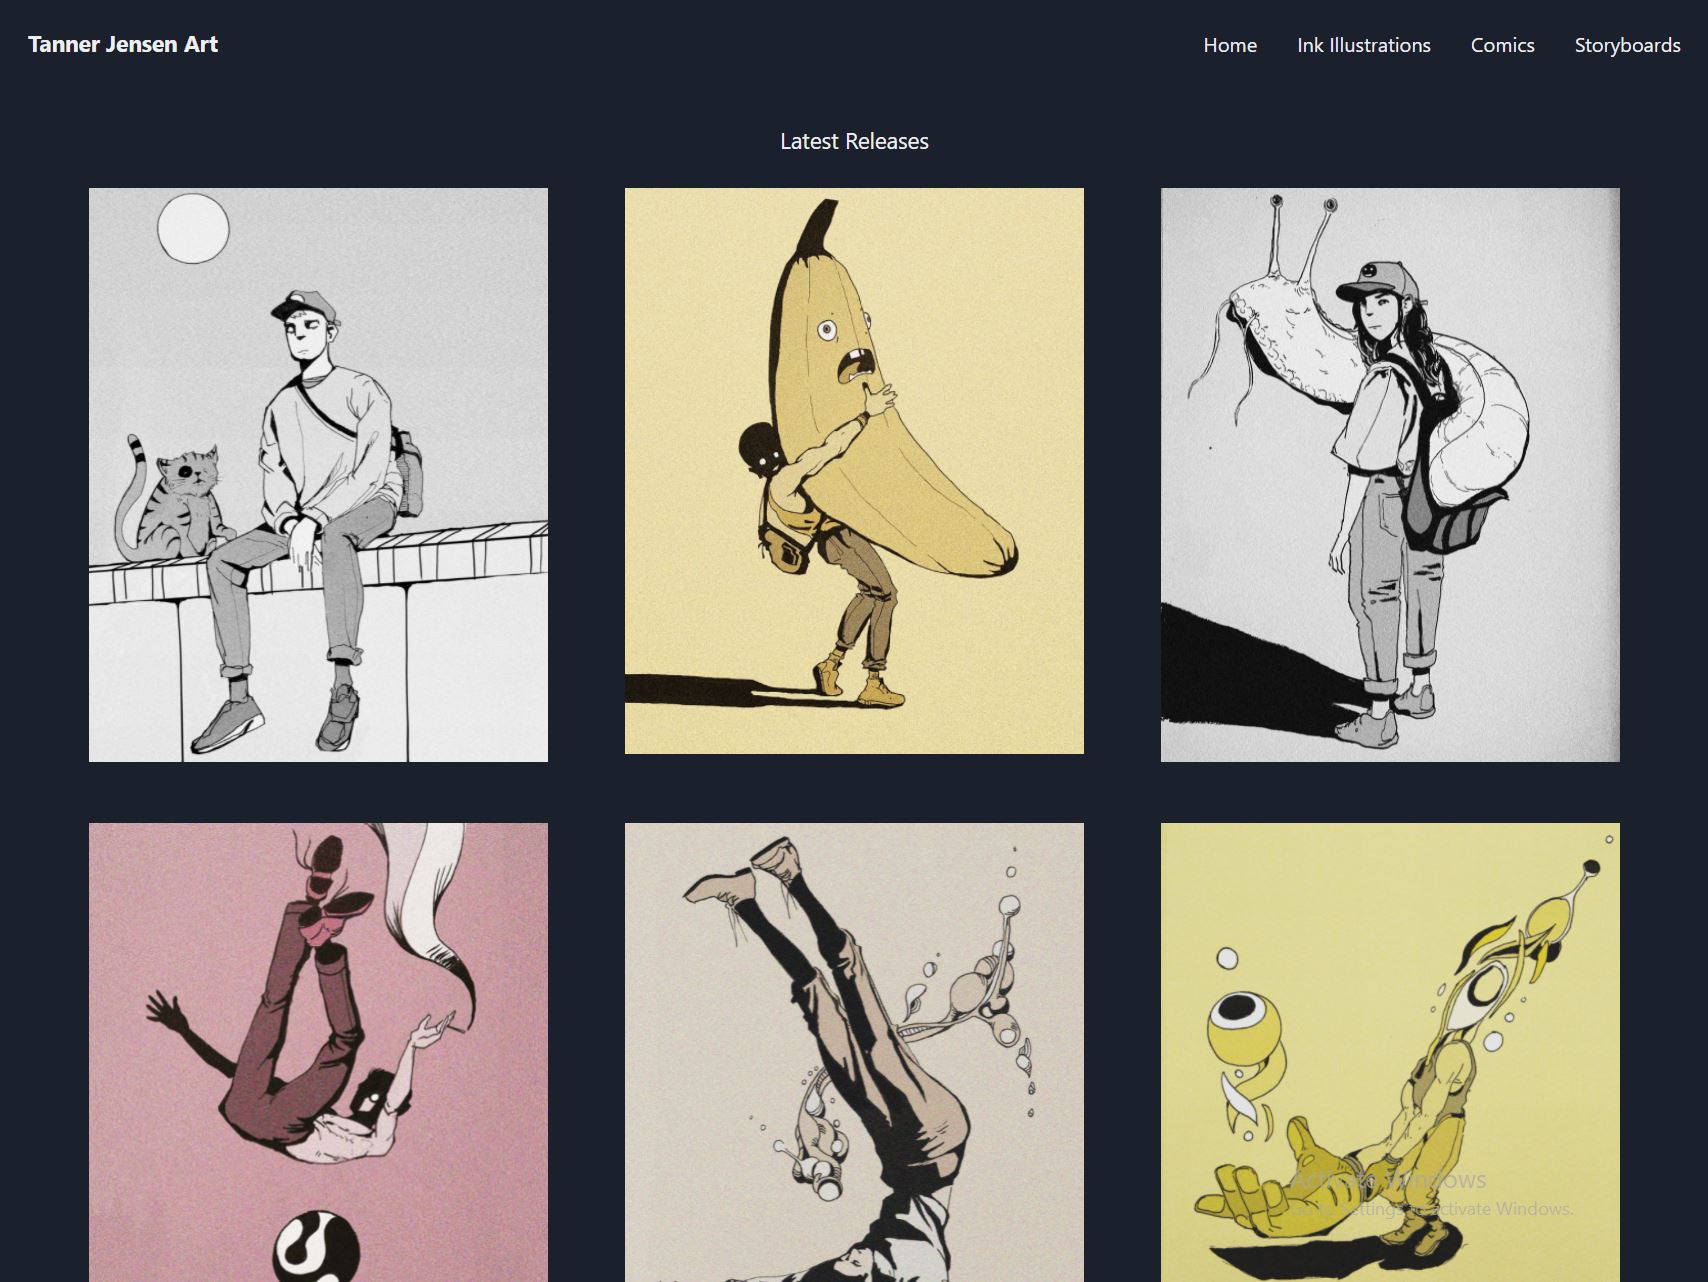 Tanner Jensen Art
Home Ink Illustrations Comics Storyboards
Latest Releases
Activate Windows
Go to Settings to activate Windows.